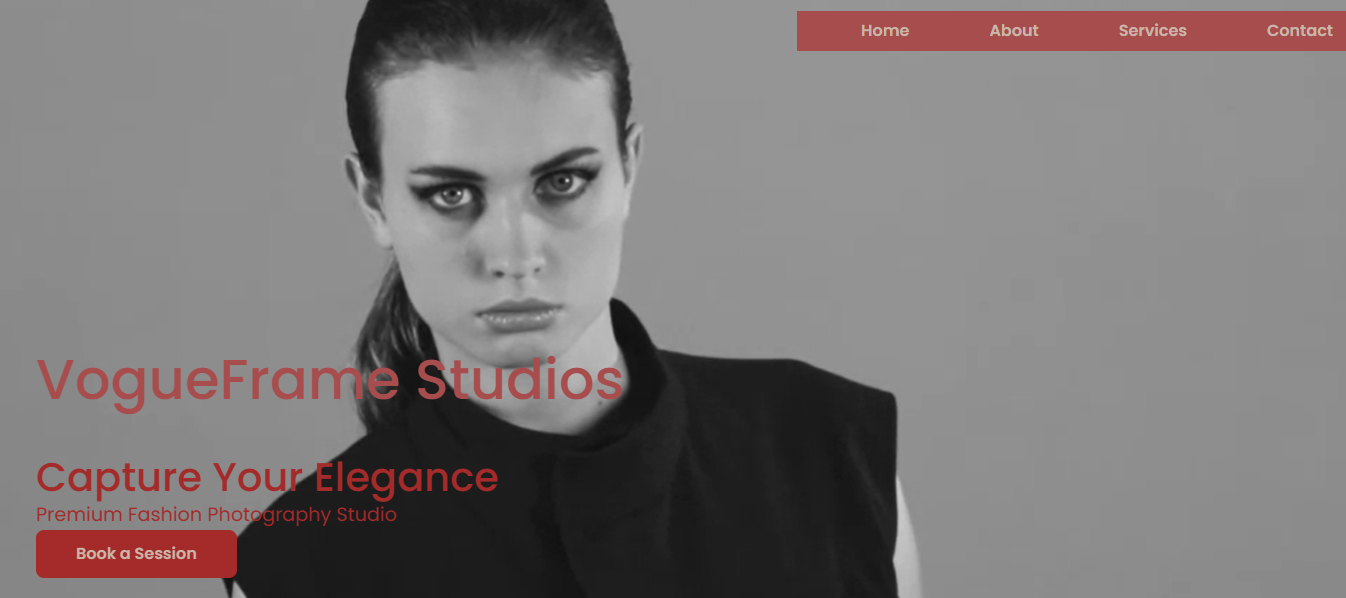 Home About Services Contact
VogueFrame Studios
Capture Your Elegance
Premium Fashion Photography Studio
Book a Session